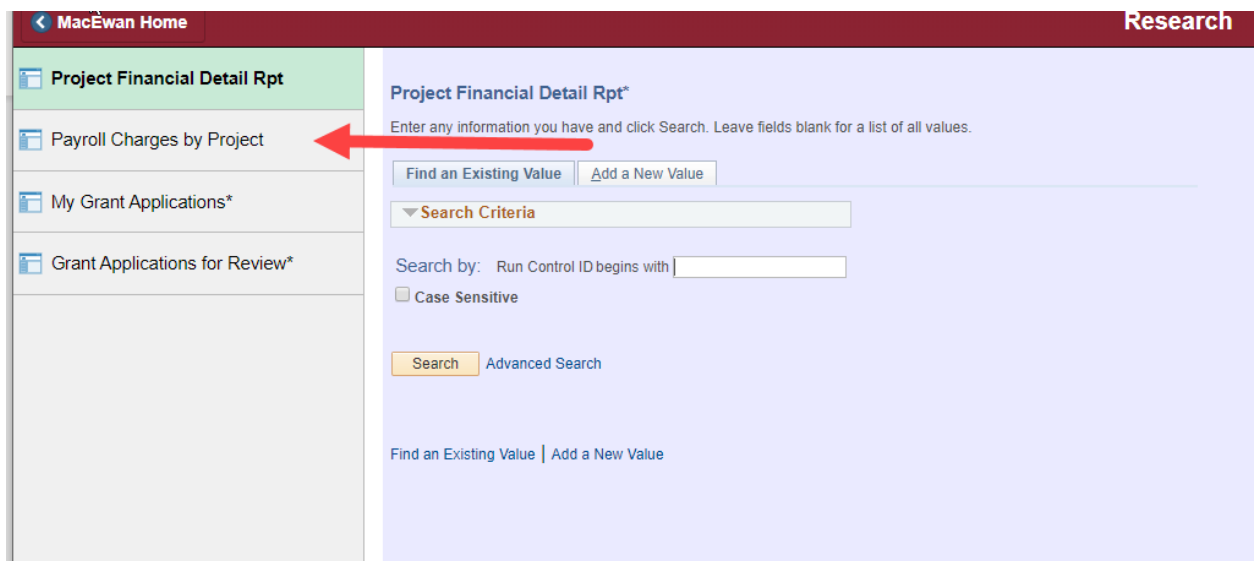 MacEwan Home
Research
Project Financial Detail Rpt
Payroll Charges by Project
My Grant Applications*
Grant Applications for Review*
Project Financial Detail Rpt*
Enter any information you have and click Search. Leave fields blank for a list of all values.
Find an Existing Value Add a New Value
Search Criteria
Search by: Run Control ID begins with
Case Sensitive
Search Advanced Search
Find an Existing Value | Add a New Value